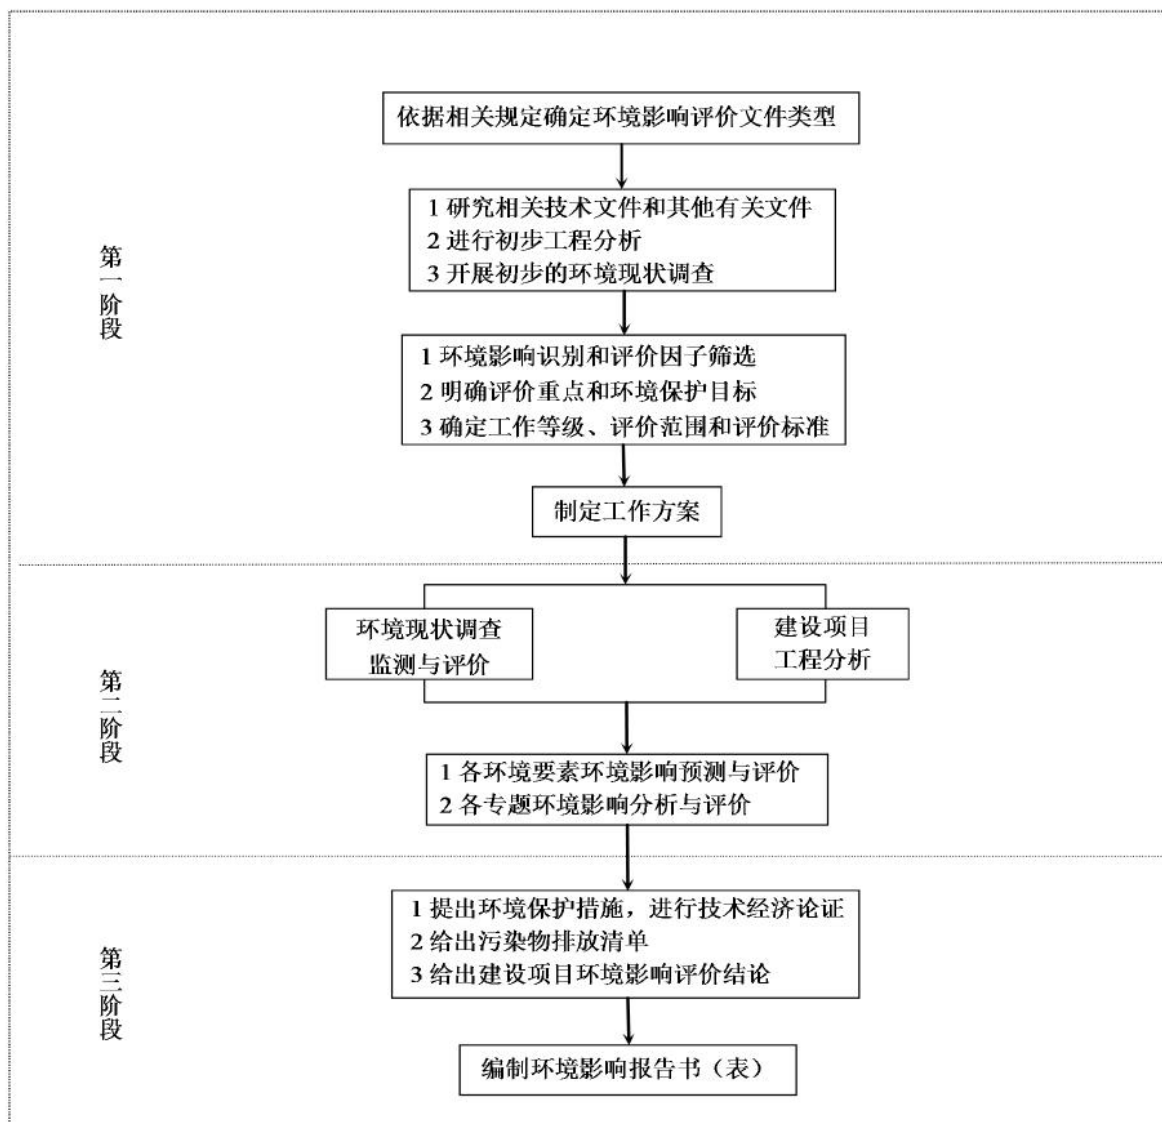 依据相关规定确定环境影响评价文件类型
1 研究相关技术文件和其他有关文件
2 进行初步工程分析
3 开展初步的环境现状调查
第一阶段
1 环境影响识别和评价因子筛选
2 明确评价重点和环境保护目标
3 确定工作等级、评价范围和评价标准
制定工作方案
环境现状调查
监测与评价
建设项目
工程分析
第二阶段
1 各环境要素环境影响预测与评价
2 各专题环境影响分析与评价
1 提出环境保护措施，进行技术经济论证
2 给出污染物排放清单
3 给出建设项目环境影响评价结论
第三阶段
编制环境影响报告书（表）